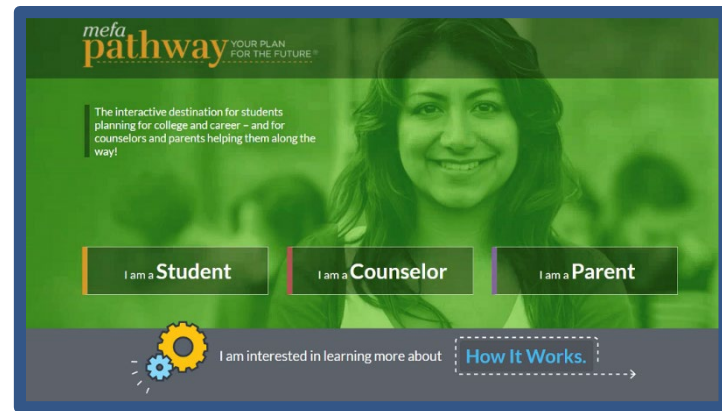 mefa
pathway YOUR PLAN
FOR THE FUTURE®
The interactive destination for students
planning for college and career – and for
counselors and parents helping them along the
way!
I am a Student
I am a Counselor
I am a Parent
I am interested in learning more about How It Works.